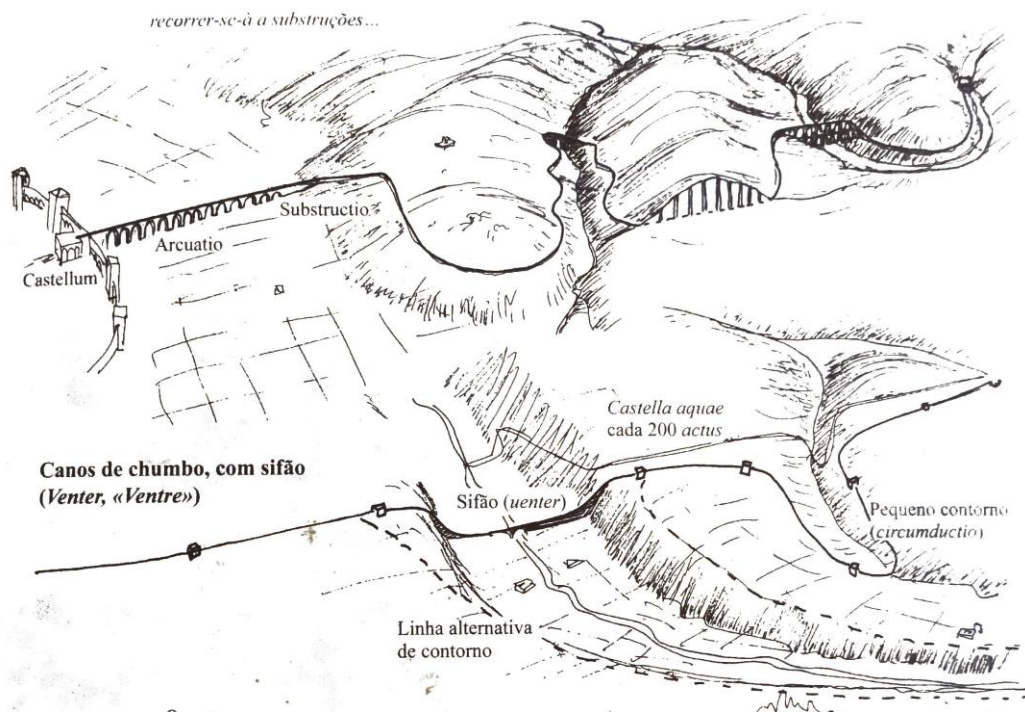 recorrer-se-à a substruções…
Substructio
Arcuatio
Castellum
Castella aquae
cada 200 actus
Canos de chumbo, com sifão
(Venter, «Ventre»)
Sifão (uenter)
Pequeno contorno
(circumductio)
Linha alternativa
de contorno